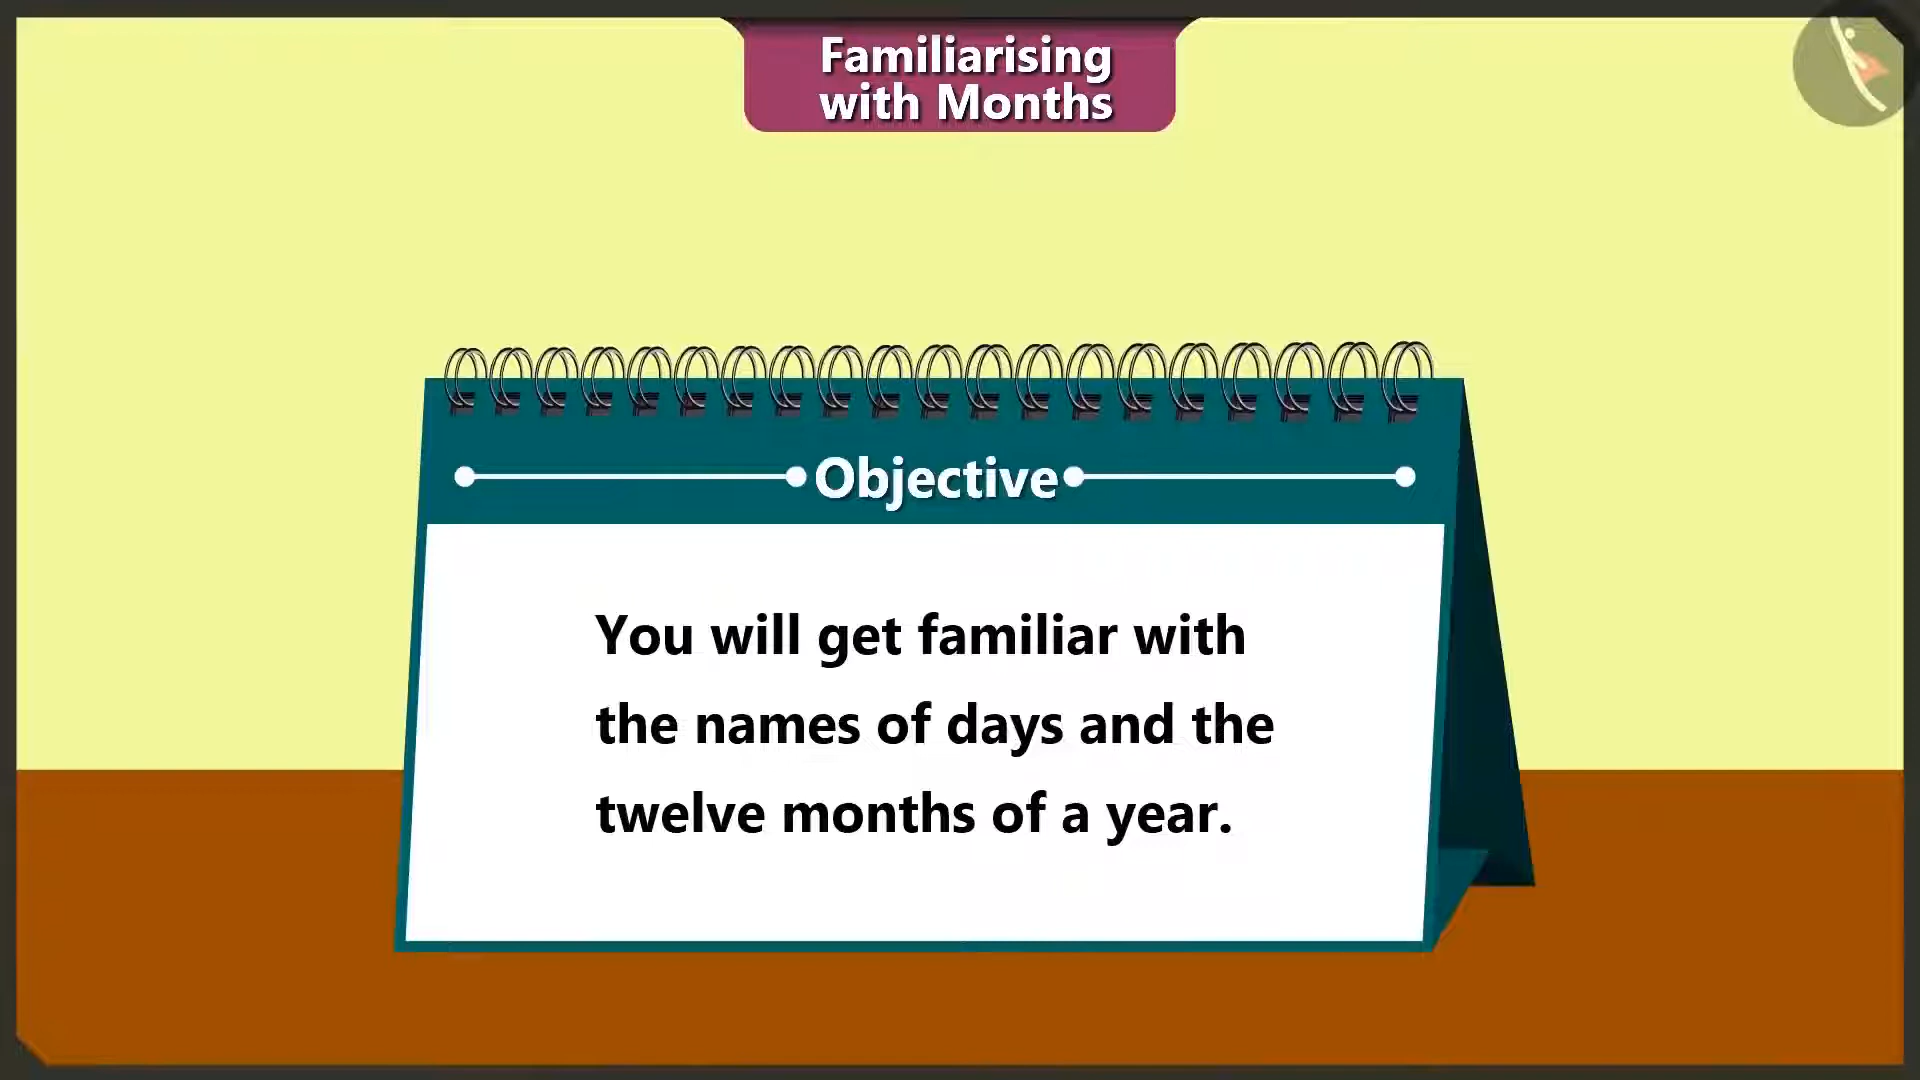 Familiarising
with Months
Objective
You will get familiar with
the names of days and the
twelve months of a year.